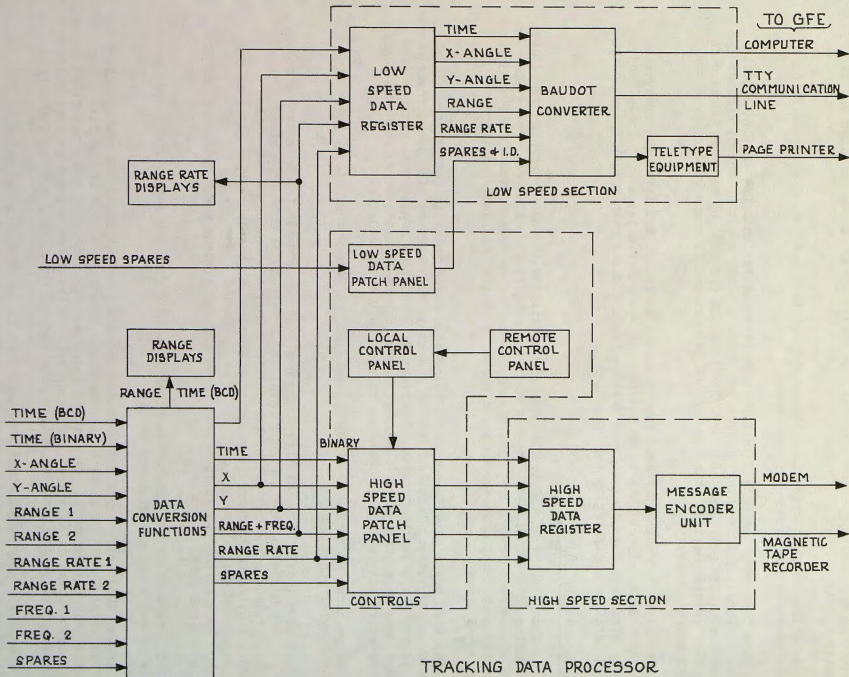 TO GFE
TIME
X-ANGLE
Y-ANGLE
RANGE
RANGE RATE
SPARES & I.D.
LOW
SPEED
DATA
REGISTER
BAUDOT
CONVERTER
COMPUTER
TTY
COMMUNICATION
LINE
TELETYPE
EQUIPMENT
PAGE PRINTER
LOW SPEED SECTION
RANGE RATE
DISPLAYS
LOW SPEED SPARES
LOW SPEED
DATA
PATCH PANEL
RANGE
DISPLAYS
LOCAL
CONTROL
PANEL
REMOTE
CONTROL
PANEL
RANGE
TIME (BCD)
TIME (BCD)
TIME (BINARY)
X-ANGLE
Y-ANGLE
RANGE 1
RANGE 2
RANGE RATE 1
RANGE RATE 2
FREQ. 1
FREQ. 2
SPARES
DATA
CONVERSION
FUNCTIONS
TIME
BINARY
X
Y
RANGE + FREQ.
RANGE RATE
SPARES
HIGH
SPEED
DATA
PATCH
PANEL
CONTROLS
HIGH
SPEED
DATA
REGISTER
MESSAGE
ENCODER
UNIT
MODEM
MAGNETIC
TAPE
RECORDER
HIGH SPEED SECTION
TRACKING DATA PROCESSOR